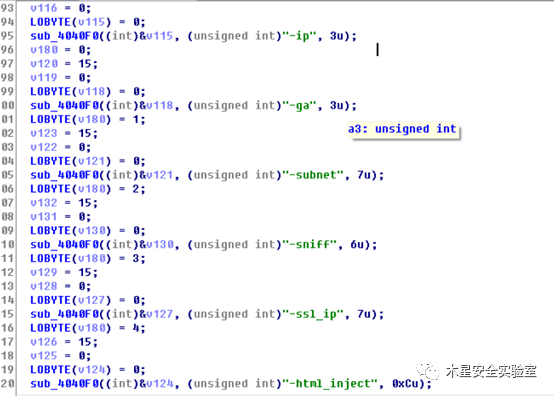 93 v116 = 0;
94 LOBYTE(v115) = 0;
95 sub_4040F0((int)&v115, (unsigned int)"-ip", 3u);
96 v180 = 0;
97 v120 = 15;
98 v119 = 0;
99 LOBYTE(v118) = 0;
00 sub_4040F0((int)&v118, (unsigned int)"-ga", 3u);
01 LOBYTE(v180) = 1;
a3: unsigned int
02 v123 = 15;
03 v122 = 0;
04 LOBYTE(v121) = 0;
05 sub_4040F0((int)&v121, (unsigned int)"-subnet", 7u);
06 LOBYTE(v180) = 2;
07 v132 = 15;
08 v131 = 0;
09 LOBYTE(v130) = 0;
10 sub_4040F0((int)&v130, (unsigned int)"-sniff", 6u);
11 LOBYTE(v180) = 3;
12 v129 = 15;
13 v128 = 0;
14 LOBYTE(v127) = 0;
15 sub_4040F0((int)&v127, (unsigned int)"-ssl_ip", 7u);
16 LOBYTE(v180) = 4;
17 v126 = 15;
18 v125 = 0;
19 LOBYTE(v124) = 0;
20 sub_4040F0((int)&v124, (unsigned int)"-html_inject", 0xCu);
木星安全实验室